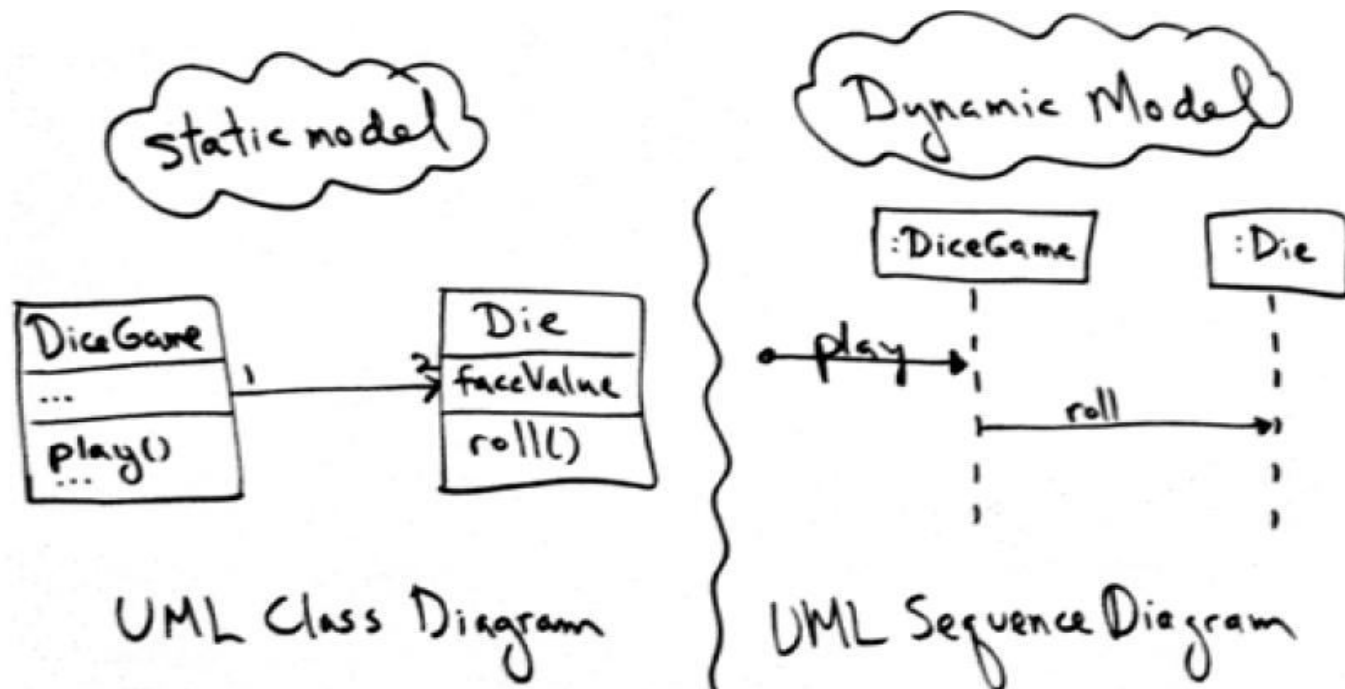 static model
DiceGame
...
play()
...
1
2
Die
faceValue
roll()
UML Class Diagram
Dynamic Model
:DiceGame
:Die
play
roll
UML Sequence Diagram